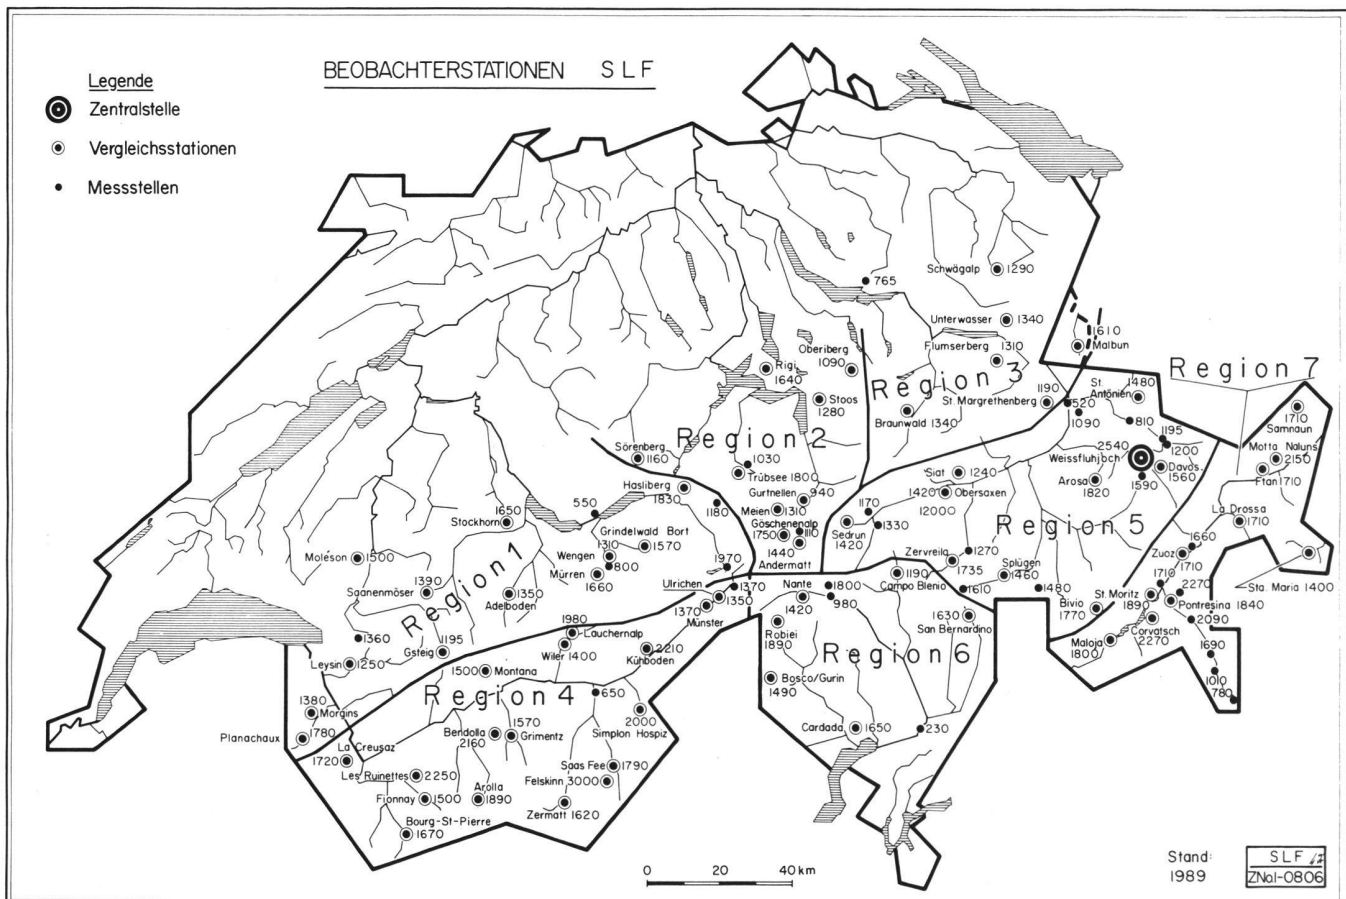 BEOBACHTERSTATIONEN SLF
Legende
Zentralstelle
Vergleichsstationen
Messstellen
765
Schwägalp 1290
Unterwasser 1340
Flumserberg 1310
1610
Malbun
Oberiberg
1090
Rigi
1640
Stoos
1280
Region 3
St. Margrethenberg
1190
520
1090
Braunwald 1340
Region 7
St.
Antönien
1480
810
1195
1200
2540
Weissfluhjoch
Davos
1560
1590
Arosa
1820
1710
Samnaun
Motta Naluns
2150
Ftan 1710
La Drossa
1710
Sta. Maria 1400
Region 2
Sörenberg
1160
1030
Trübsee 1800
Hasliberg
1830
1180
Gurtnellen
940
Meien 1310
Göschenenalp
1750
1110
1440
Andermatt
Siat 1240
1420 Obersaxen
12000
1170
1330
Sedrun
1420
Region 5
Zervreila
1735
1270
Splügen
1460
1610
1480
Bivio
1770
Zuoz
1710
1660
1710
2270
St. Moritz
1890
Pontresina 1840
2090
Corvatsch
2270
Maloja
1800
1690
1010
780
1650
Stockhorn
550
Grindelwald Bort
1570
Wengen
1310
800
Mürren
1660
Moléson 1500
1390
Saanenmöser
Region 1
1350
Adelboden
1360
1195
Gsteig
Leysin 1250
1380
Morgins
Planachaux 1780
1970
1370
Ulrichen
1350
1370
Münster
1980
Lauchernalp
Wiler 1400
2210
Kühboden
1500 Montana
Region 4
650
2000
Simplon Hospiz
1570
Grimentz
Bendolla
2160
La Creusaz
1720
Les Ruinettes 2250
Fionnay 1500
Arolla
1890
Bourg-St-Pierre
1670
Saas Fee 1790
Felskinn 3000
Zermatt 1620
Nante
1420
1800
980
1190
Campo Blenio
1630
San Bernardino
Robiei
1890
Region 6
Bosco/Gurin
1490
Cardada 1650
230
0 20 40 km
Stand:
1989
SLF
ZNo.1-0806